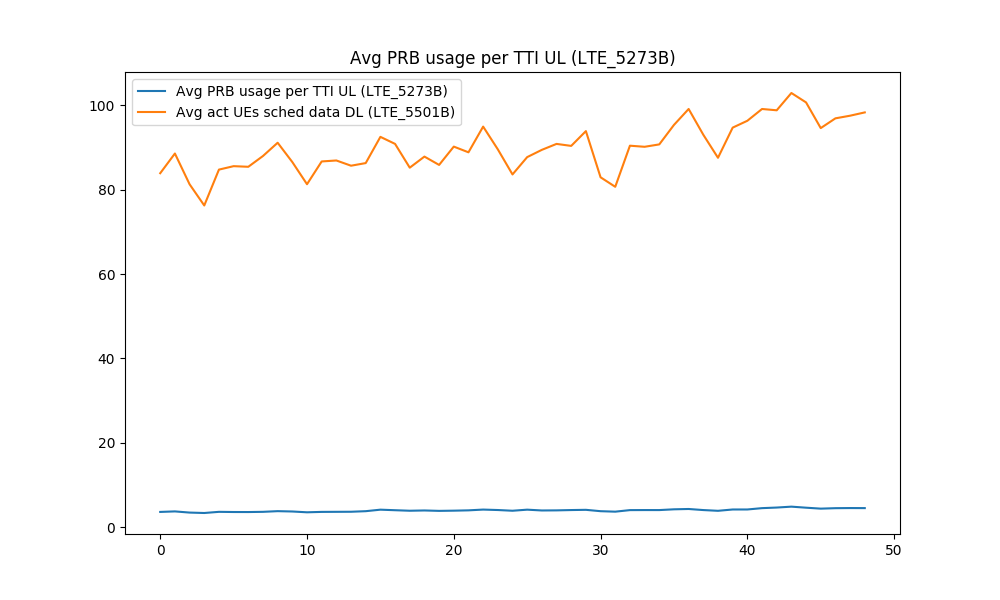 Avg PRB usage per TTI UL (LTE_5273B)
Avg PRB usage per TTI UL (LTE_5273B)
Avg act UEs sched data DL (LTE_5501B)
100
80
60
40
20
0
0 10 20 30 40 50